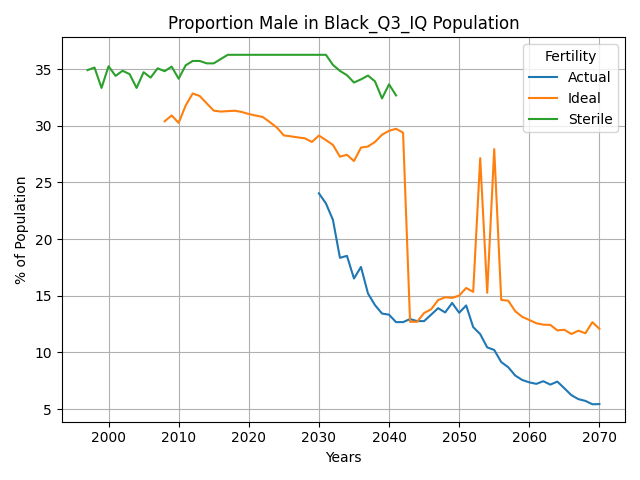 Proportion Male in Black_Q3_IQ Population
% of Population
35
30
25
20
15
10
5
Fertility
Actual
Ideal
Sterile
2000 2010 2020 2030 2040 2050 2060 2070
Years